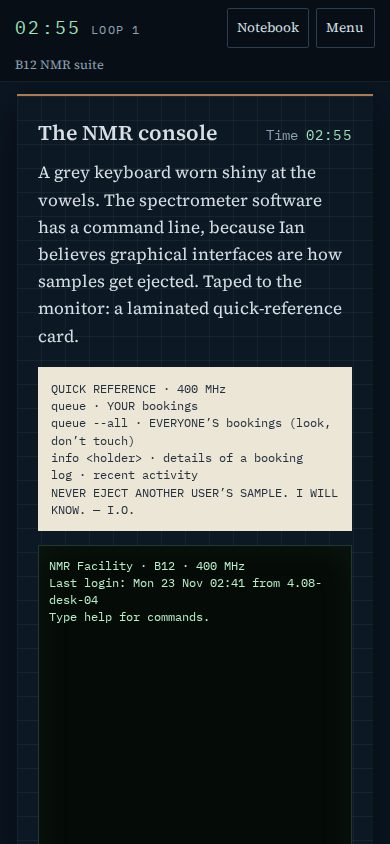 02:55 LOOP 1 Notebook Menu
B12 NMR suite
The NMR console Time 02:55
A grey keyboard worn shiny at the
vowels. The spectrometer software
has a command line, because Ian
believes graphical interfaces are how
samples get ejected. Taped to the
monitor: a laminated quick-reference
card.
QUICK REFERENCE · 400 MHz
queue · YOUR bookings
queue --all · EVERYONE’S bookings (look,
don’t touch)
info <holder> · details of a booking
log · recent activity
NEVER EJECT ANOTHER USER’S SAMPLE. I WILL
KNOW. — I.O.
NMR Facility · B12 · 400 MHz
Last login: Mon 23 Nov 02:41 from 4.08-
desk-04
Type help for commands.